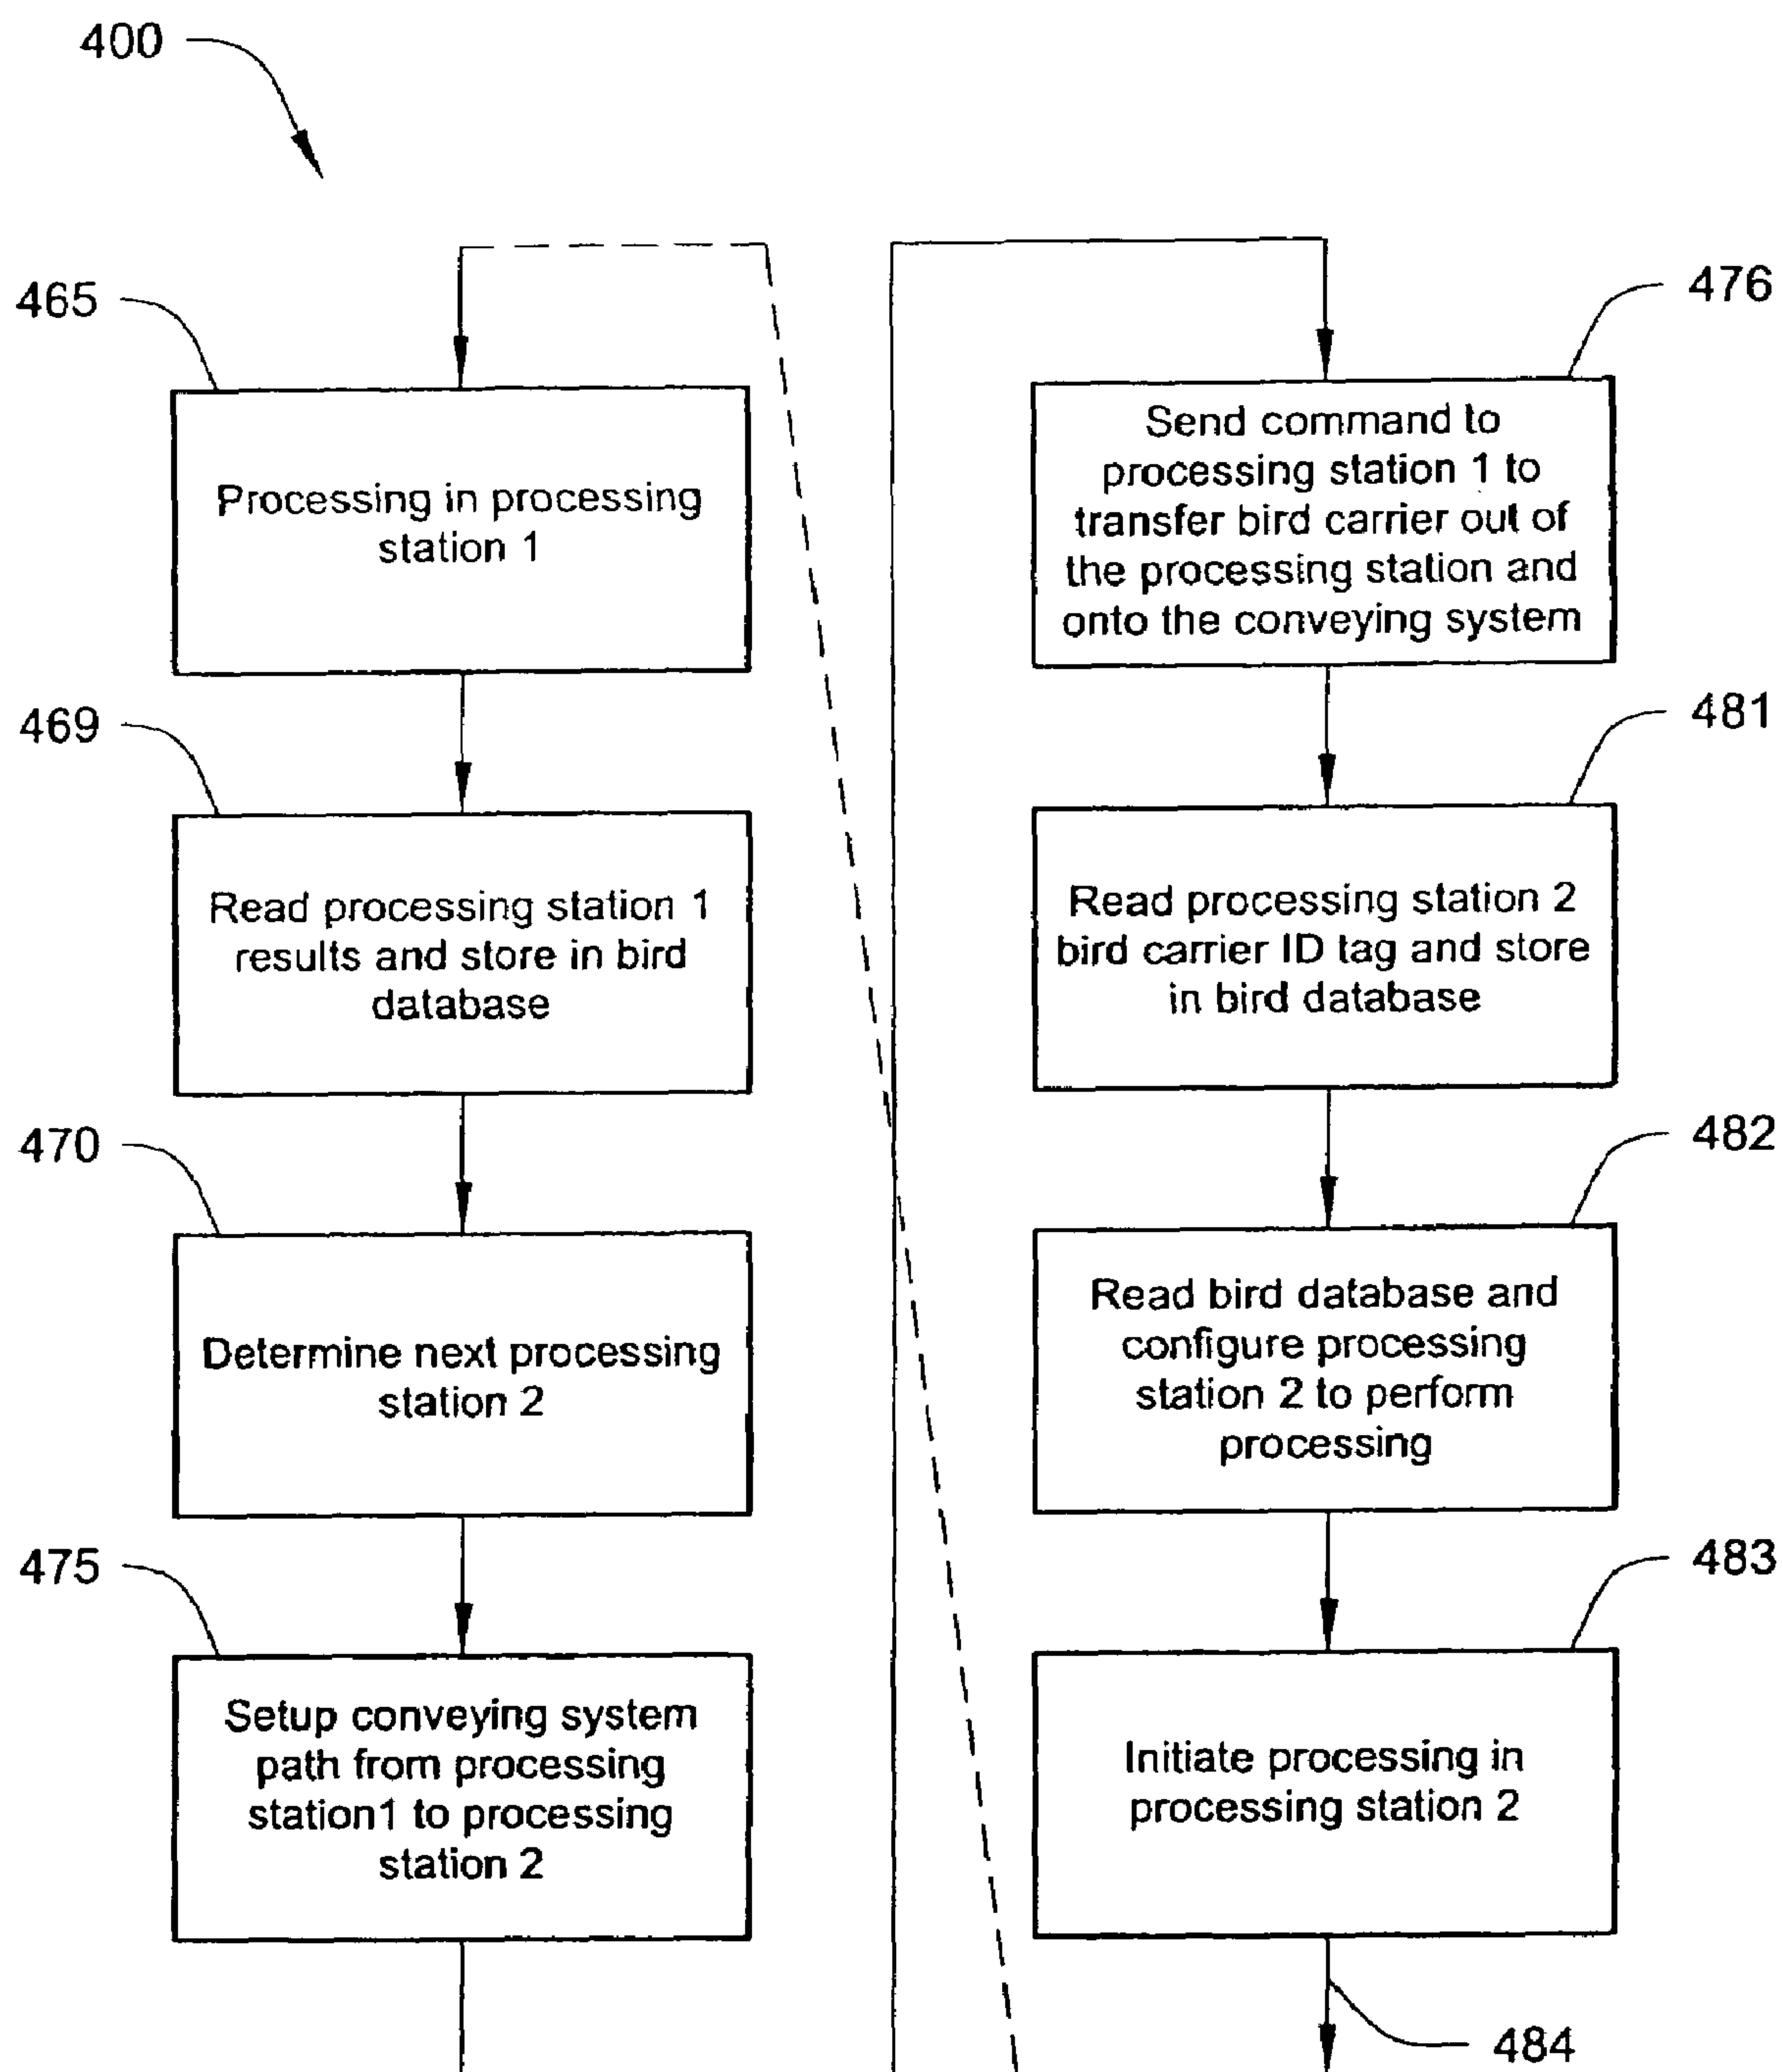 400
465
Processing in processing
station 1
469
Read processing station 1
results and store in bird
database
470
Determine next processing
station 2
475
Setup conveying system
path from processing
station1 to processing
station 2
476
Send command to
processing station 1 to
transfer bird carrier out of
the processing station and
onto the conveying system
481
Read processing station 2
bird carrier ID tag and store
in bird database
482
Read bird database and
configure processing
station 2 to perform
processing
483
Initiate processing in
processing station 2
484